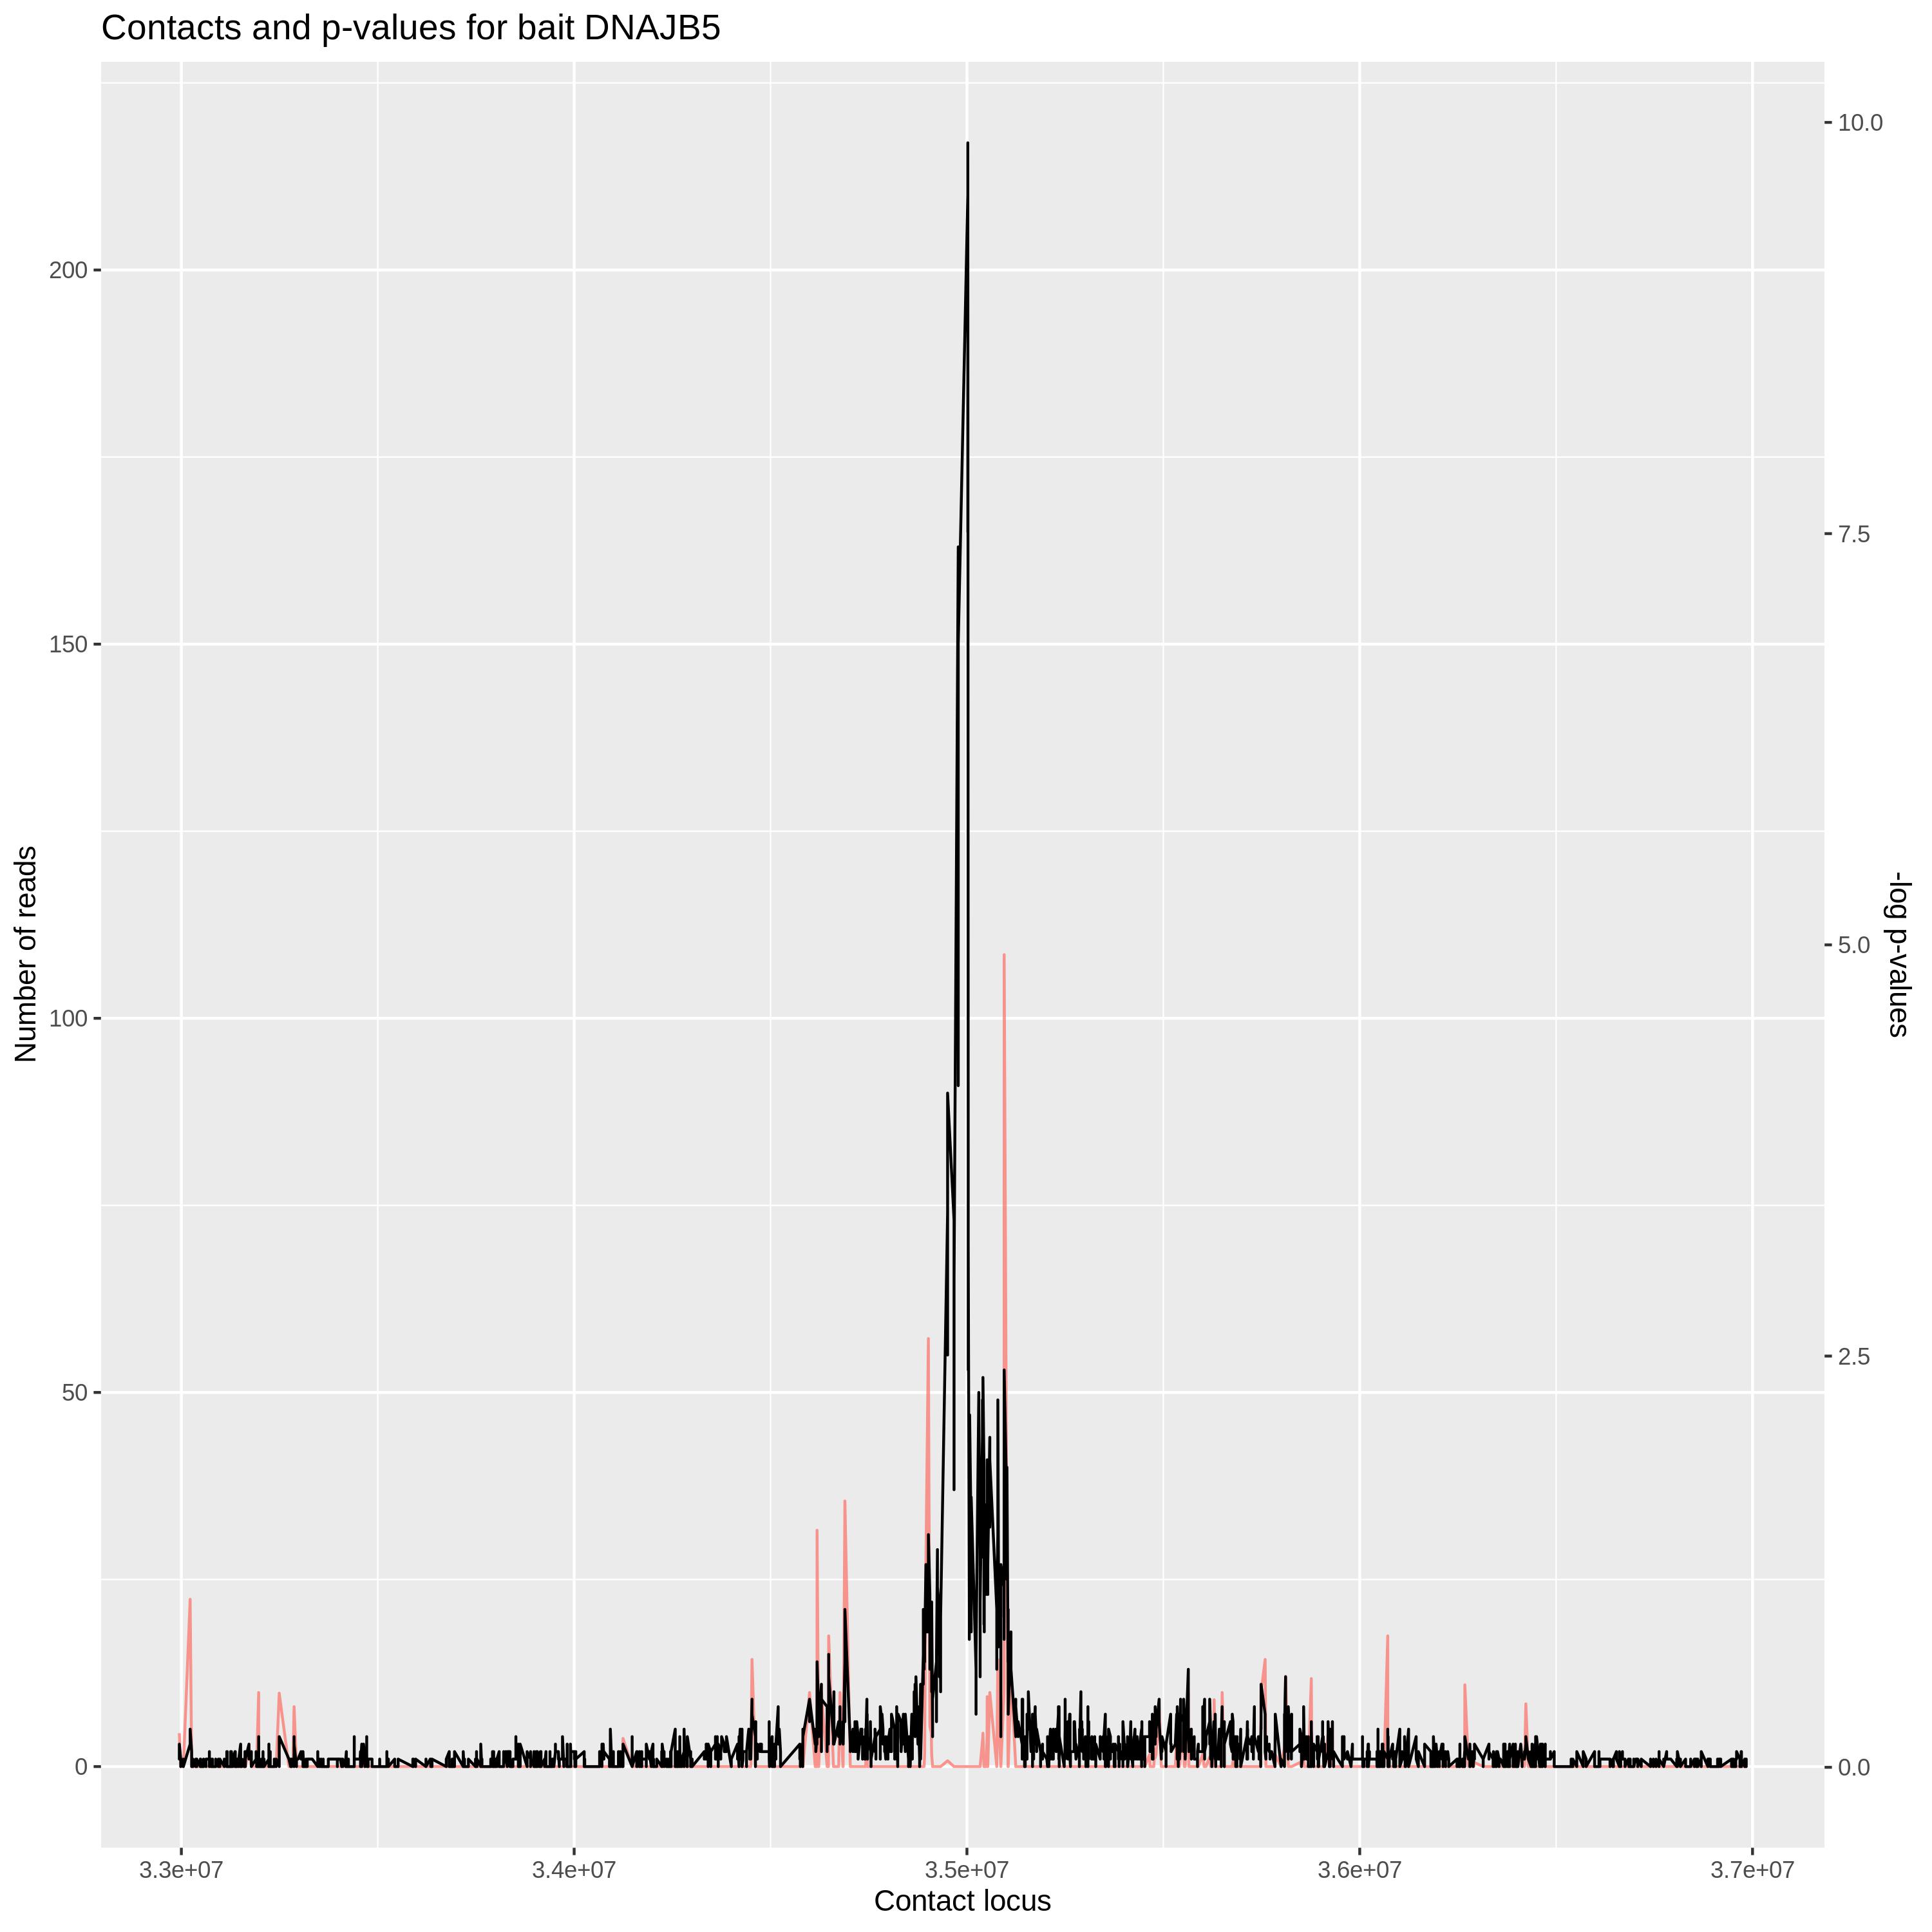 Contacts and p-values for bait DNAJB5
10.0
200
7.5
150
Number of reads
5.0
-log p-values
100
2.5
50
0
0.0
3.3e+07
3.4e+07
3.5e+07
3.6e+07
3.7e+07
Contact locus